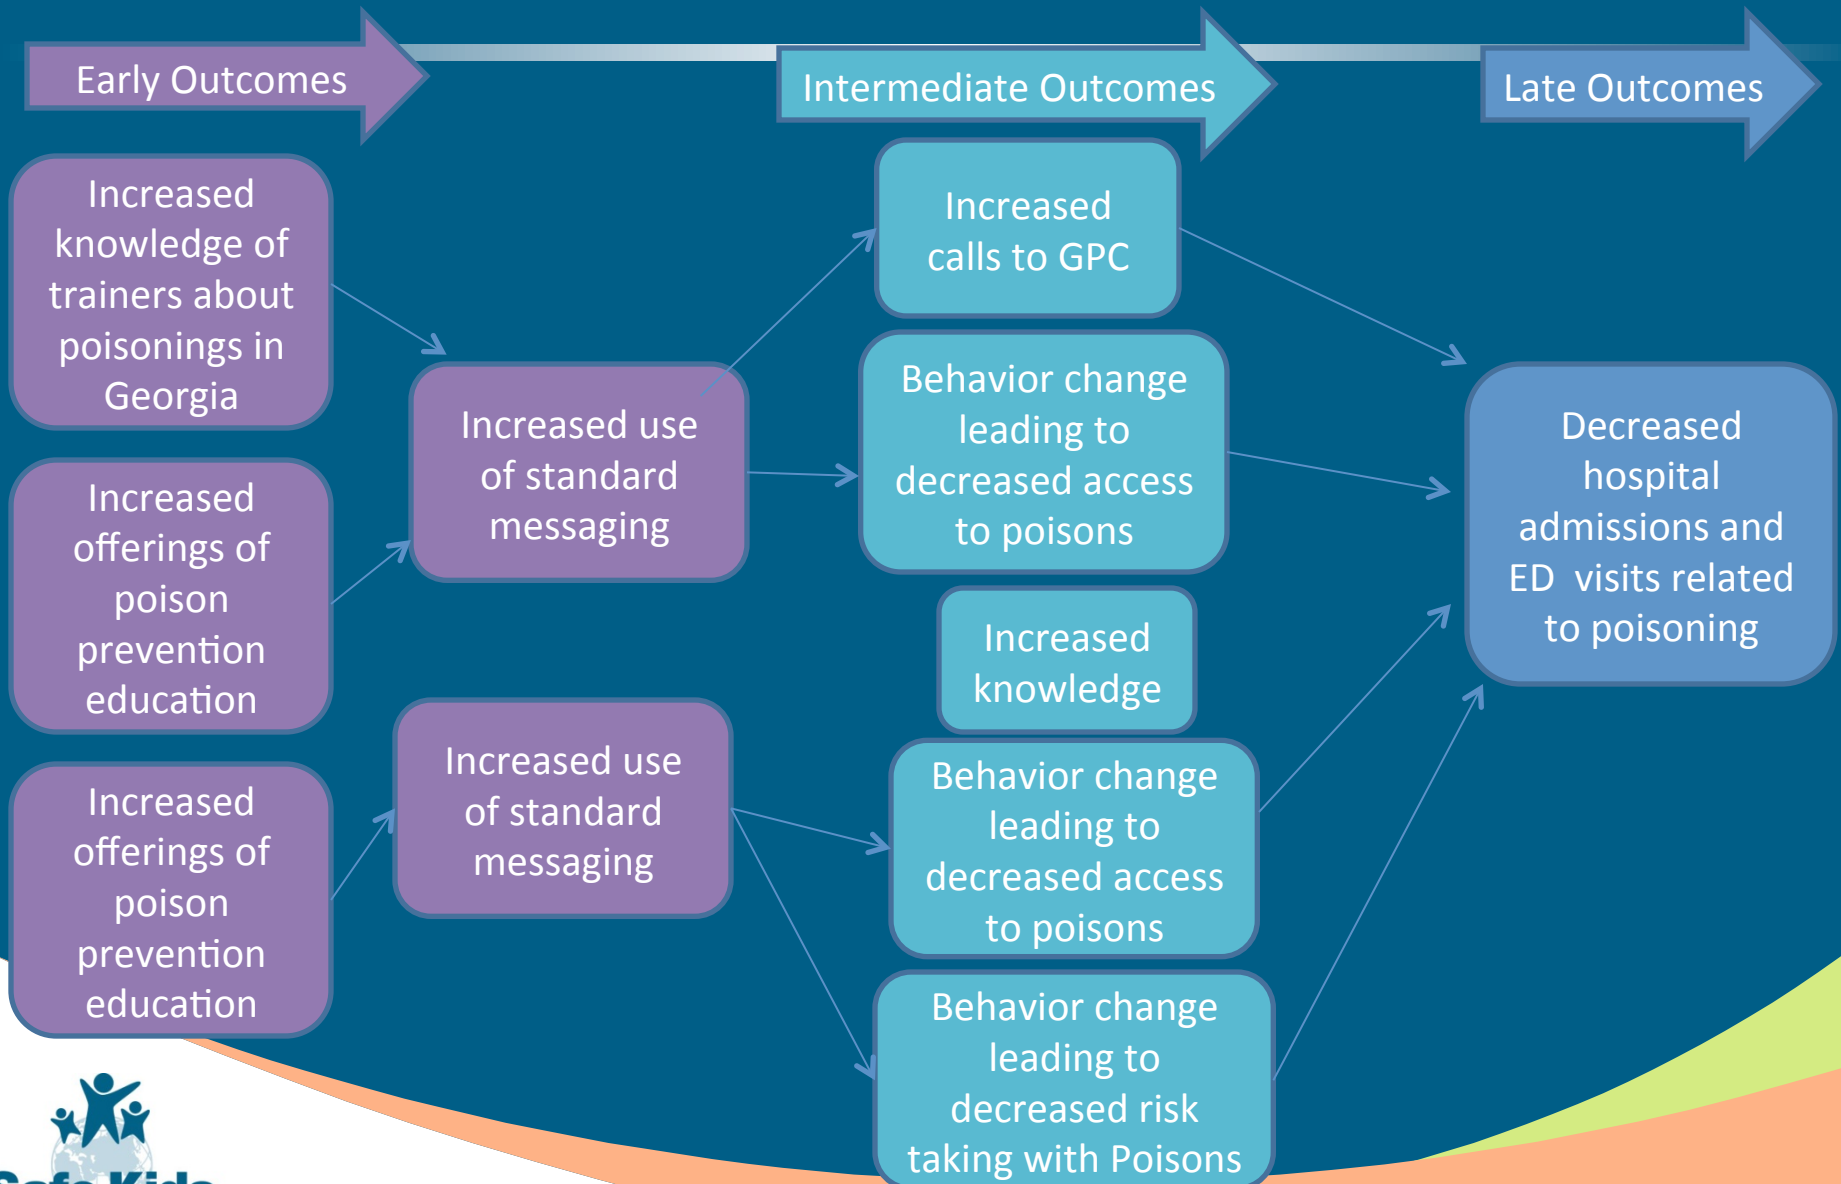 Early Outcomes
Intermediate Outcomes
Late Outcomes
Increased
knowledge of
trainers about
poisonings in
Georgia
Increased
offerings of
poison
prevention
education
Increased
offerings of
poison
prevention
education
Increased use
of standard
messaging
Increased use
of standard
messaging
Increased
calls to GPC
Behavior change
leading to
decreased access
to poisons
Increased
knowledge
Behavior change
leading to
decreased access
to poisons
Behavior change
leading to
decreased risk
taking with Poisons
Decreased
hospital
admissions and
ED visits related
to poisoning
Safe Kids